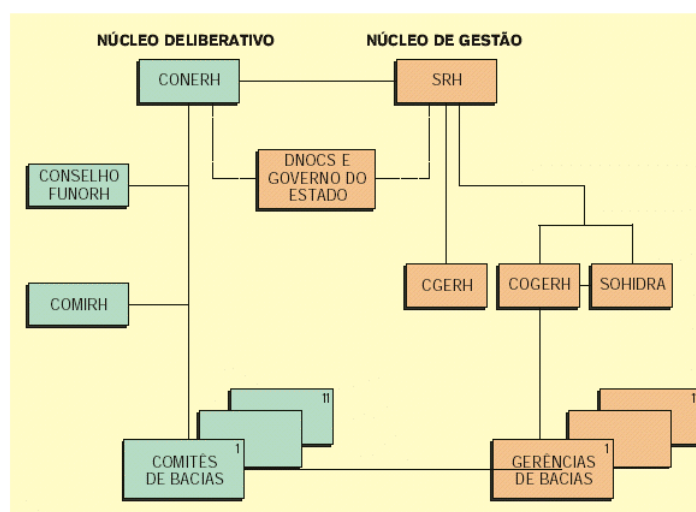 NÚCLEO DELIBERATIVO
NÚCLEO DE GESTÃO
CONERH
SRH
DNOCS E
GOVERNO DO
ESTADO
CONSELHO
FUNORH
COMIRH
CGERH
COGERH
SOHIDRA
11
1
COMITÊS
DE BACIAS
1
1
GERÊNCIAS
DE BACIAS